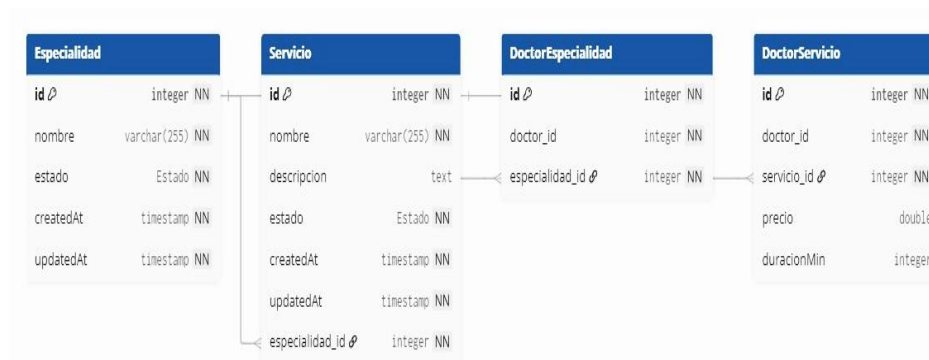 Especialidad
id integer NN
nombre varchar(255) NN
estado Estado NN
createdAt timestamp NN
updatedAt timestamp NN
Servicio
id integer NN
nombre varchar(255) NN
descripcion text
estado Estado NN
createdAt timestamp NN
updatedAt timestamp NN
especialidad_id integer NN
DoctorEspecialidad
id integer NN
doctor_id integer NN
especialidad_id integer NN
DoctorServicio
id integer NN
doctor_id integer NN
servicio_id integer NN
precio double
duracionMin integer